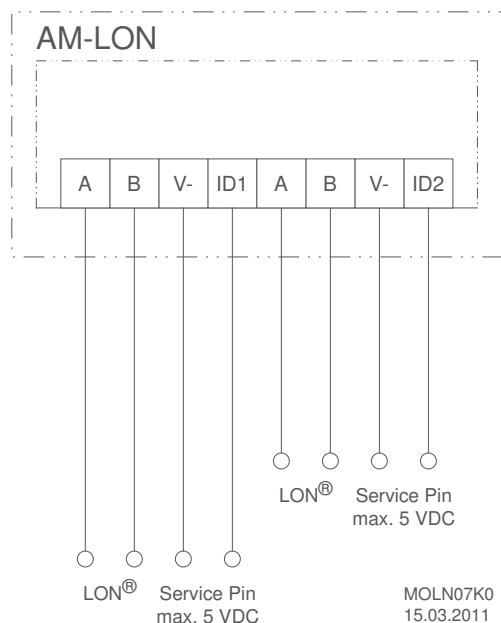 AM-LON
A B V- ID1 A B V- ID2
LON® Service Pin
max. 5 VDC
LON® Service Pin
max. 5 VDC
MOLN07K0
15.03.2011